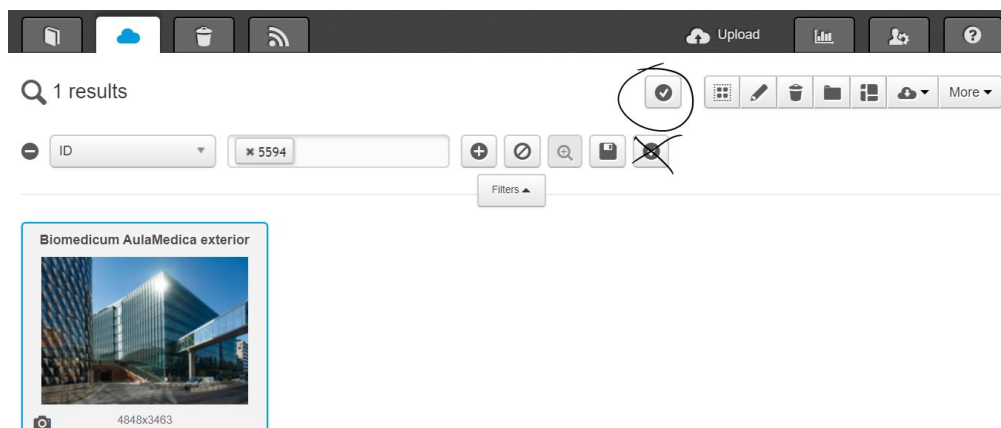 Upload
1 results
More
ID
× 5594
Filters
Biomedicum AulaMedica exterior
4848x3463